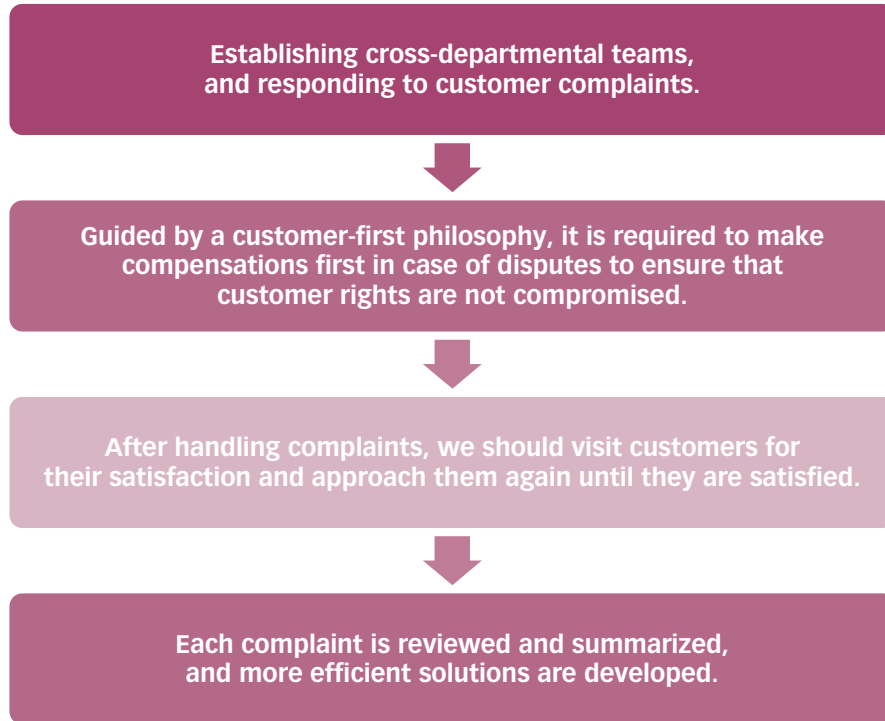 Establishing cross-departmental teams,
and responding to customer complaints.
Guided by a customer-first philosophy, it is required to make
compensations first in case of disputes to ensure that
customer rights are not compromised.
After handling complaints, we should visit customers for
their satisfaction and approach them again until they are satisfied.
Each complaint is reviewed and summarized,
and more efficient solutions are developed.